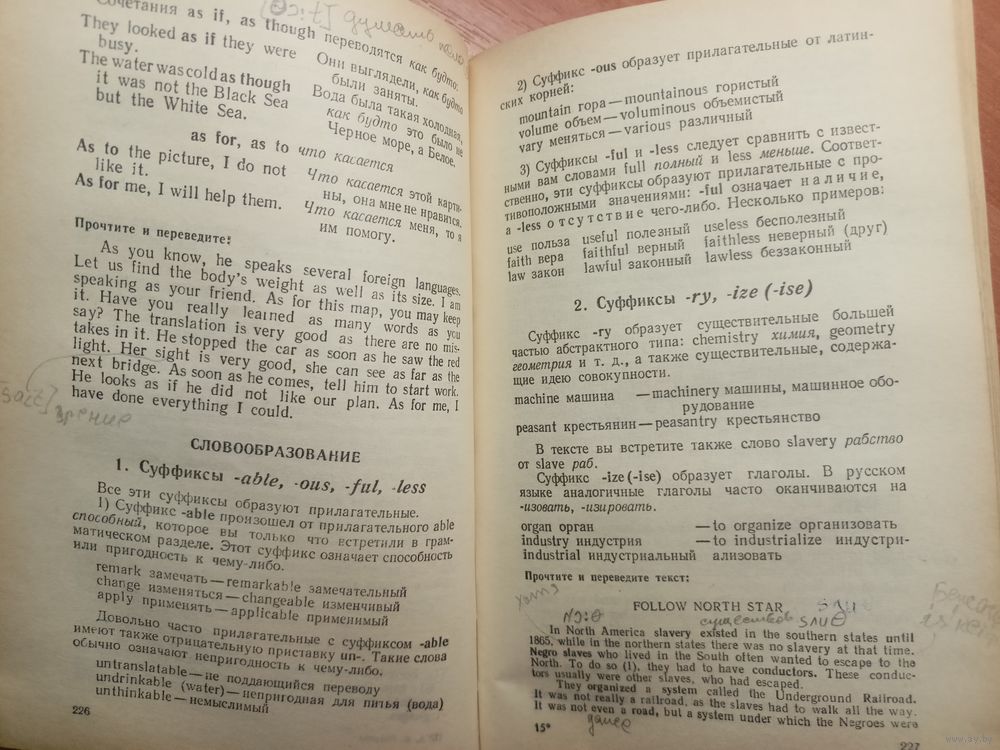 Сочетания as if, as though переводятся как будто:
They looked as if they were Они выглядели, как будто
busy. были заняты.
The water was cold as though Вода была такая холодная,
it was not the Black Sea как будто это было не
but the White Sea. Черное море, а Белое.
as for, as to что касается
As to the picture, I do not Что касается этой карти-
like it. ны, она мне не нравится.
As for me, I will help them. Что касается меня, то я
им помогу.
Прочтите и переведите:
As you know, he speaks several foreign languages.
Let us find the body's weight as well as its size. I am
speaking as your friend. As for this map, you may keep
it. Have you really learned as many words as you
say? The translation is very good as there are no mis-
takes in it. He stopped the car as soon as he saw the red
light. Her sight is very good, she can see as far as the
next bridge. As soon as he comes, tell him to start work.
He looks as if he did not like our plan. As for me, I
have done everything I could.
зрение
СЛОВООБРАЗОВАНИЕ
1. Суффиксы -able, -ous, -ful, -less
Все эти суффиксы образуют прилагательные.
1) Суффикс -able произошел от прилагательного able
способный, которое вы только что встретили в грам-
матическом разделе. Этот суффикс означает способность
или пригодность к чему-либо.
remark замечать — remarkable замечательный
change изменяться — changeable изменчивый
apply применять — applicable применимый
Довольно часто прилагательные с суффиксом -able
имеют также отрицательную приставку un-. Такие слова
обычно означают непригодность к чему-либо.
untranslatable — не поддающийся переводу
undrinkable (water) — непригодная для питья (вода)
unthinkable — немыслимый
226
2) Суффикс -ous образует прилагательные от латин-
ских корней:
mountain гора — mountainous гористый
volume объем — voluminous объемистый
vary меняться — various различный
3) Суффиксы -ful и -less следует сравнить с извест-
ными вам словами full полный и less меньше. Соответ-
ственно, эти суффиксы образуют прилагательные с про-
тивоположными значениями: -ful означает наличие,
а -less отсутствие чего-либо. Несколько примеров:
use польза useful полезный useless бесполезный
faith вера faithful верный faithless неверный (друг)
law закон lawful законный lawless беззаконный
2. Суффиксы -ry, -ize (-ise)
Суффикс -ry образует существительные большей
частью абстрактного типа: chemistry химия, geometry
геометрия и т. д., а также существительные, содержа-
щие идею совокупности.
machine машина — machinery машины, машинное обо-
рудование
peasant крестьянин — peasantry крестьянство
В тексте вы встретите также слово slavery рабство
от slave раб.
Суффикс -ize (-ise) образует глаголы. В русском
языке аналогичные глаголы часто оканчиваются на
-изовать, -изировать.
organ орган — to organize организовать
industry индустрия — to industrialize индустри-
industrial индустриальный ализовать
Прочтите и переведите текст:
FOLLOW NORTH STAR
In North America slavery existed in the southern states until
1865, while in the northern states there was no slavery at that time.
Negro slaves who lived in the South often wanted to escape to the
North. To do so (1), they had to have conductors. These conduc-
tors usually were other slaves, who had escaped.
They organized a system called the Underground Railroad.
It was not really a railroad, as the slaves had to walk all the way.
It was not even a road, but a system under which the Negroes were
15*
даже
227